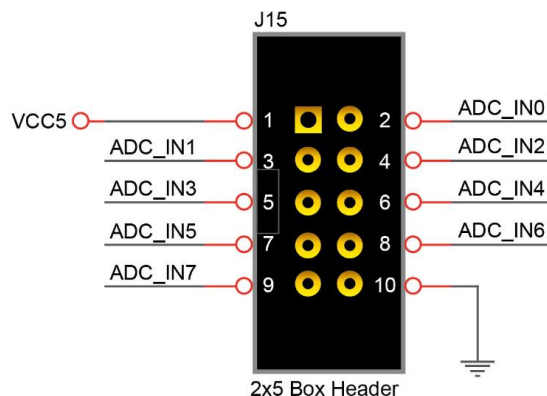 J15
VCC5 1 2 ADC_IN0
ADC_IN1 3 4 ADC_IN2
ADC_IN3 5 6 ADC_IN4
ADC_IN5 7 8 ADC_IN6
ADC_IN7 9 10
2x5 Box Header